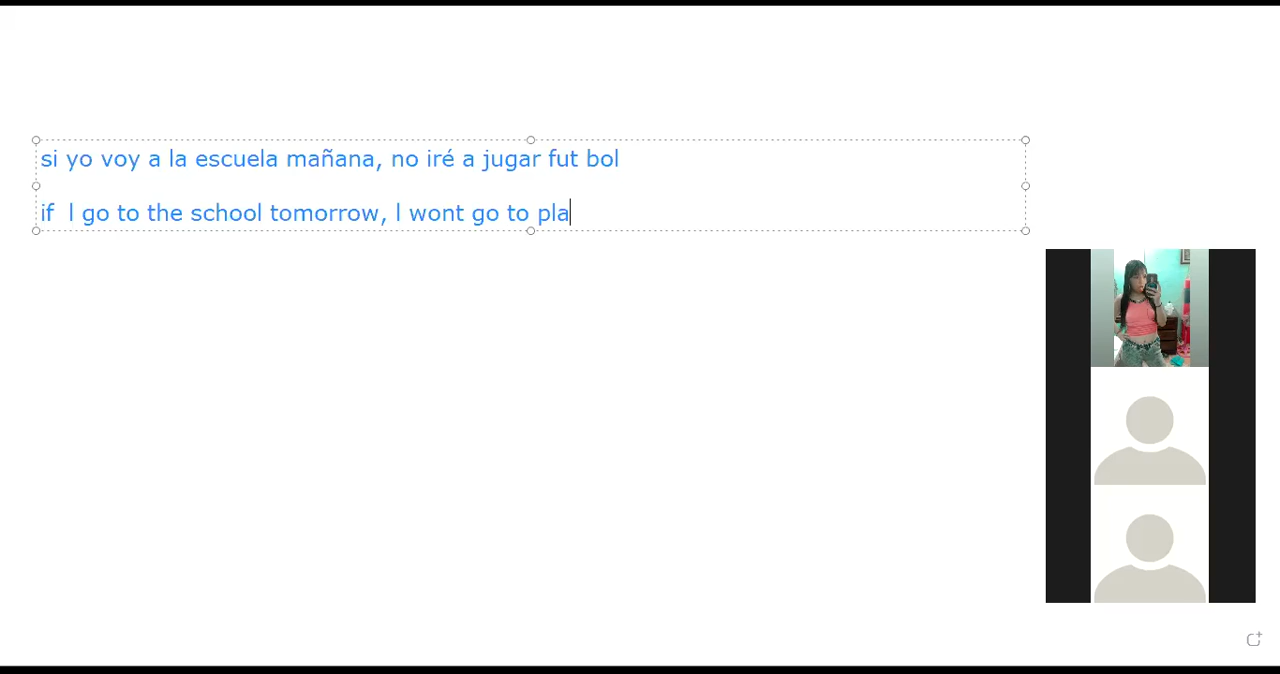 si yo voy a la escuela mañana, no iré a jugar fut bol
if  I go to the school tomorrow, I wont go to pla